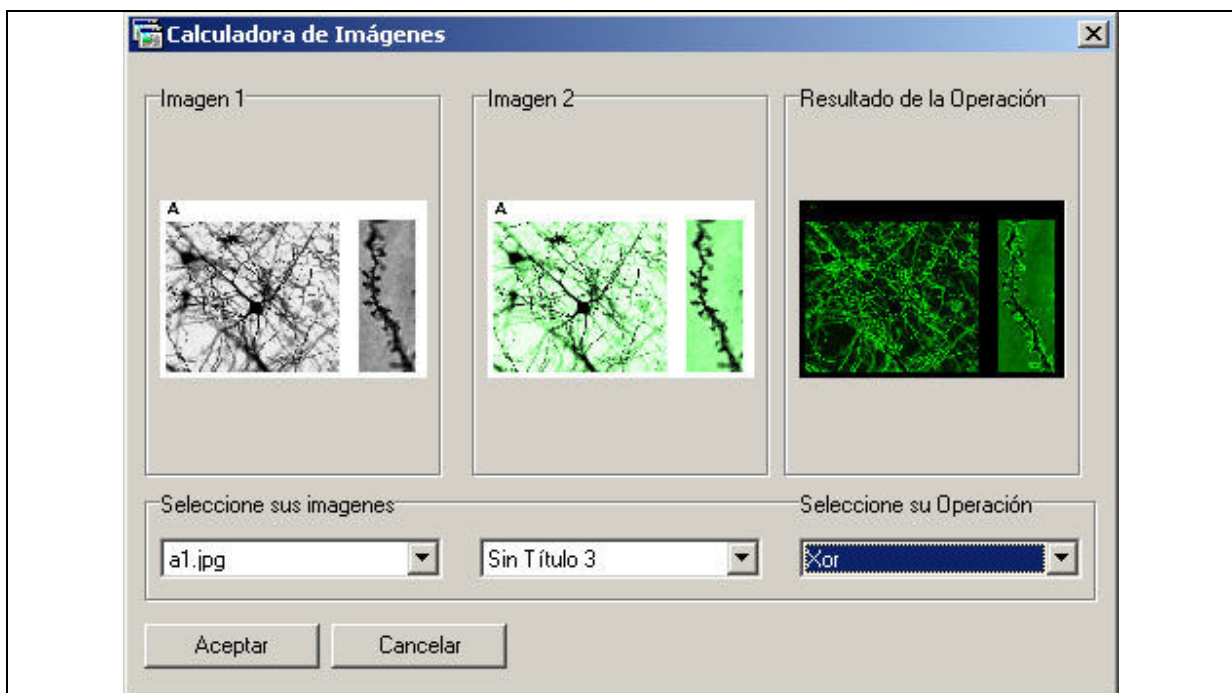 Calculadora de Imágenes
Imagen 1
Imagen 2
Resultado de la Operación
A
A
Seleccione sus imagenes
Seleccione su Operación
a1.jpg
Sin Título 3
Xor
Aceptar
Cancelar